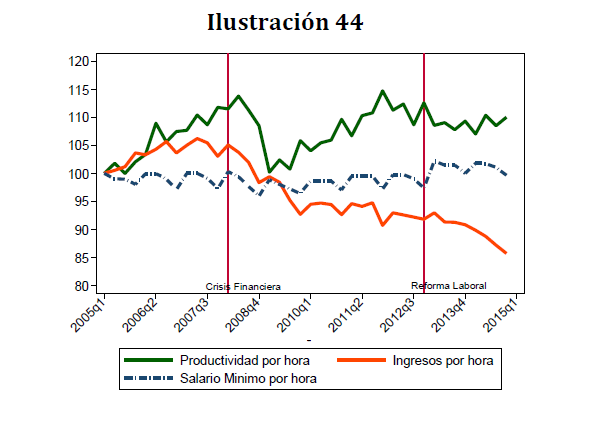 Ilustración 44
120
115
110
105
100
95
90
85
80
Crisis Financiera
Reforma Laboral
2005q1
2006q2
2007q3
2008q4
2010q1
2011q2
2012q3
2013q4
2015q1
-
Productividad por hora
Ingresos por hora
Salario Minimo por hora